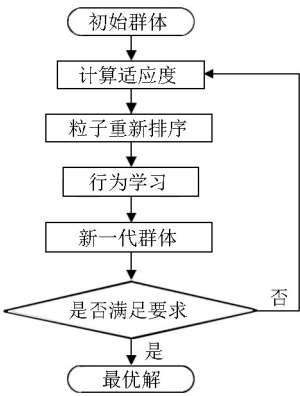 初始群体
计算适应度
粒子重新排序
行为学习
新一代群体
是否满足要求
否
是
最优解